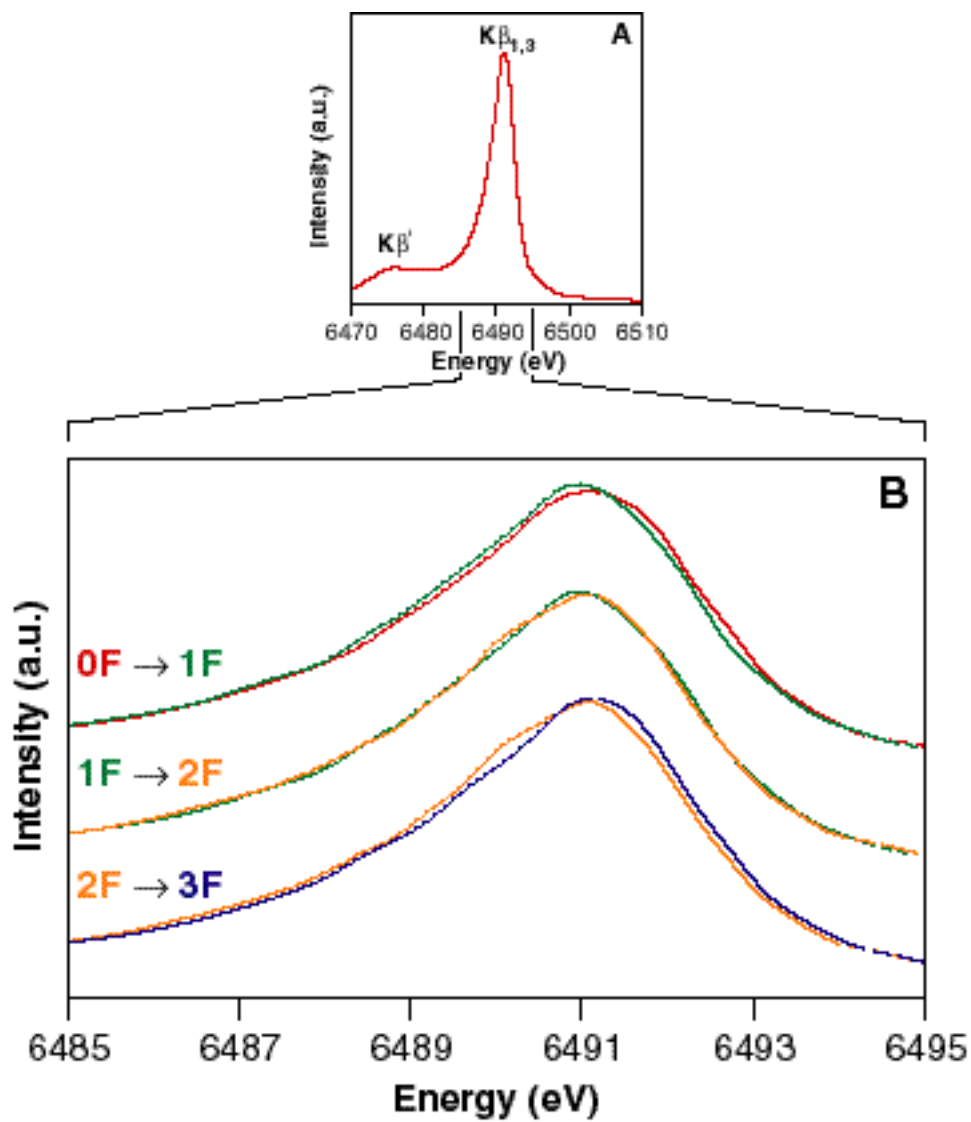 A
Kβ1,3
Kβ'
Intensity (a.u.)
6470 6480 6490 6500 6510
Energy (eV)
B
0F → 1F
1F → 2F
2F → 3F
Intensity (a.u.)
6485 6487 6489 6491 6493 6495
Energy (eV)